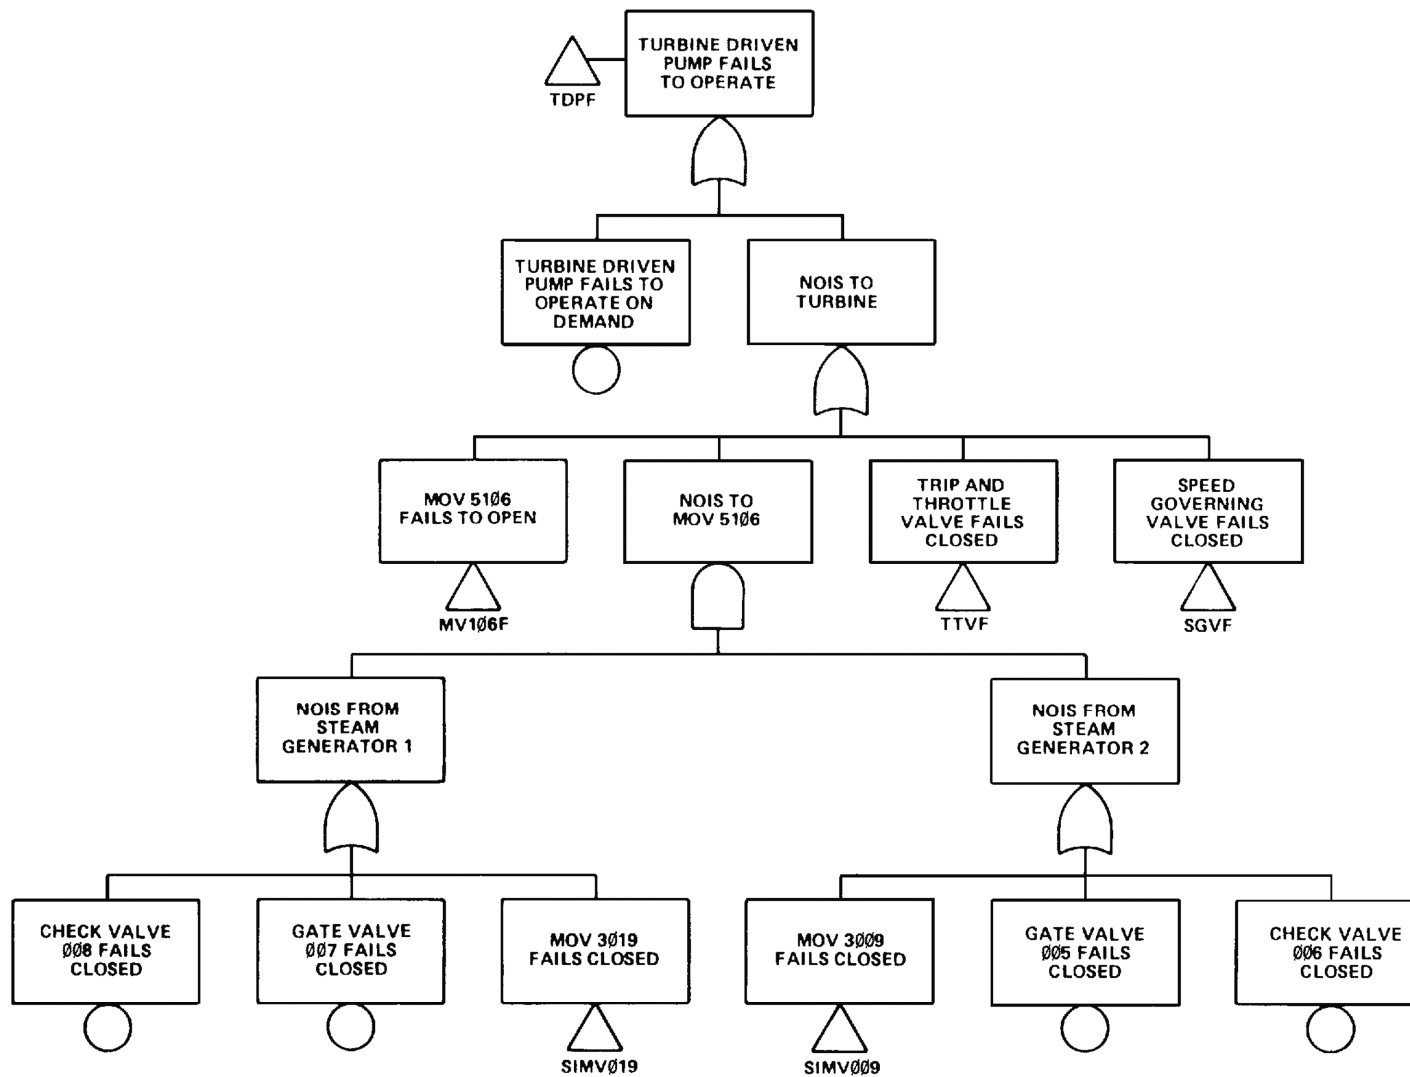 TURBINE DRIVEN
PUMP FAILS
TO OPERATE
TDPF
TURBINE DRIVEN
PUMP FAILS TO
OPERATE ON
DEMAND
NOIS TO
TURBINE
MOV 51Ø6
FAILS TO OPEN
MV1Ø6F
NOIS TO
MOV 51Ø6
TRIP AND
THROTTLE
VALVE FAILS
CLOSED
TTVF
SPEED
GOVERNING
VALVE FAILS
CLOSED
SGVF
NOIS FROM
STEAM
GENERATOR 1
NOIS FROM
STEAM
GENERATOR 2
CHECK VALVE
ØØ8 FAILS
CLOSED
GATE VALVE
ØØ7 FAILS
CLOSED
MOV 3Ø19
FAILS CLOSED
SIMVØ19
MOV 3ØØ9
FAILS CLOSED
SIMVØØ9
GATE VALVE
ØØ5 FAILS
CLOSED
CHECK VALVE
ØØ6 FAILS
CLOSED